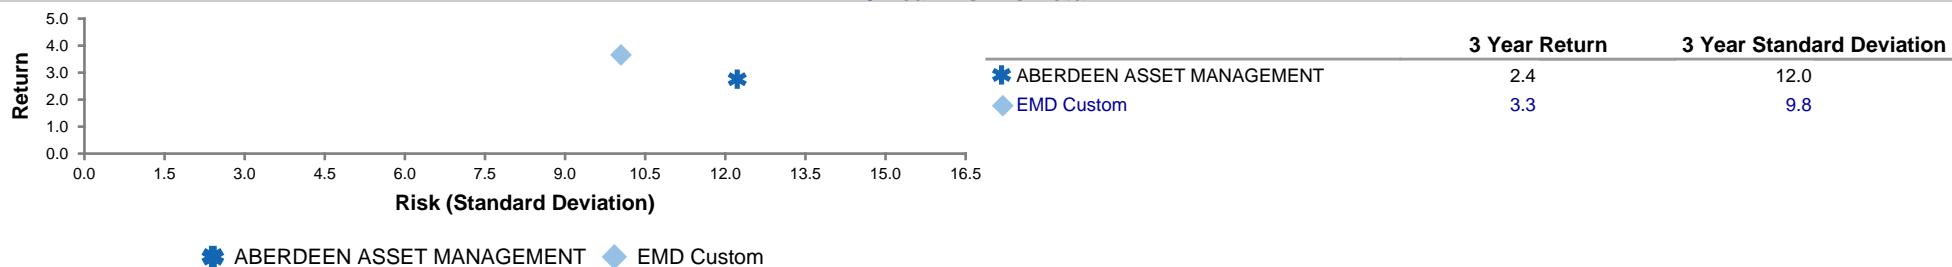 5.0
4.0
3.0
2.0
1.0
0.0
Return
0.0 1.5 3.0 4.5 6.0 7.5 9.0 10.5 12.0 13.5 15.0 16.5
Risk (Standard Deviation)
ABERDEEN ASSET MANAGEMENT EMD Custom
3 Year Return 3 Year Standard Deviation
ABERDEEN ASSET MANAGEMENT 2.4 12.0
EMD Custom 3.3 9.8